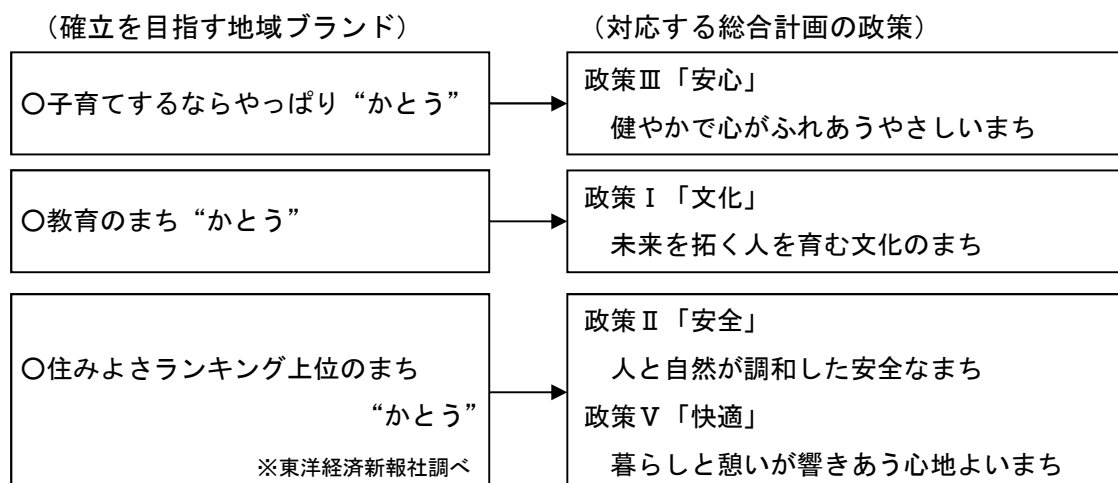 （確立を目指す地域ブランド）
（対応する総合計画の政策）
○子育てするならやっぱり“かとう”
政策Ⅲ「安心」
健やかで心がふれあうやさしいまち
○教育のまち“かとう”
政策Ⅰ「文化」
未来を拓く人を育む文化のまち
○住みよさランキング上位のまち
“かとう”
※東洋経済新報社調べ
政策Ⅱ「安全」
人と自然が調和した安全なまち
政策Ⅴ「快適」
暮らしと憩いが響きあう心地よいまち